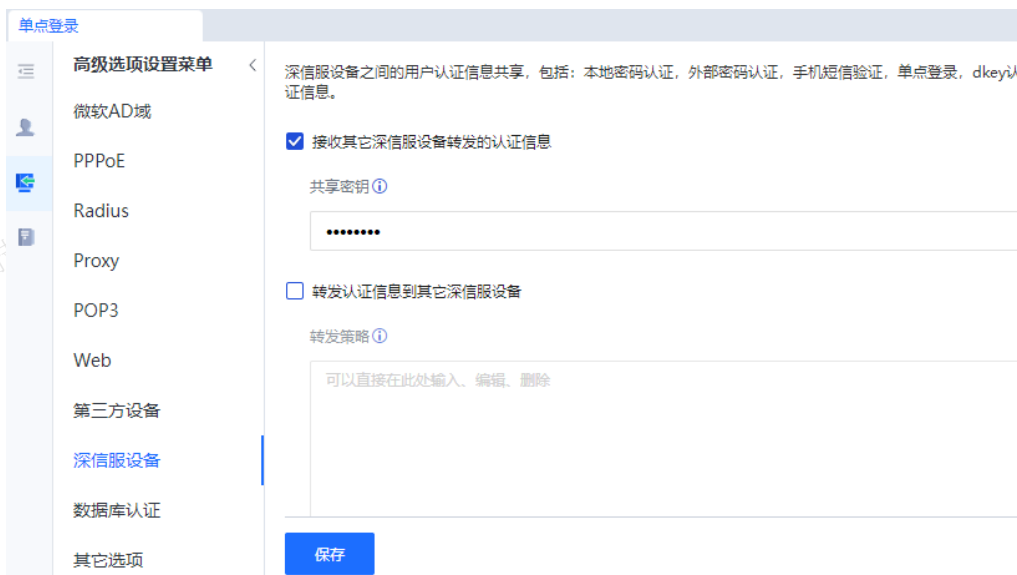 单点登录
高级选项设置菜单
微软AD域
PPPoE
Radius
Proxy
POP3
Web
第三方设备
深信服设备
数据库认证
其它选项
深信服设备之间的用户认证信息共享，包括：本地密码认证，外部密码认证，手机短信验证，单点登录，dkey认
证信息。
接收其它深信服设备转发的认证信息
共享密钥
••••••••
转发认证信息到其它深信服设备
转发策略
可以直接在此处输入、编辑、删除
保存